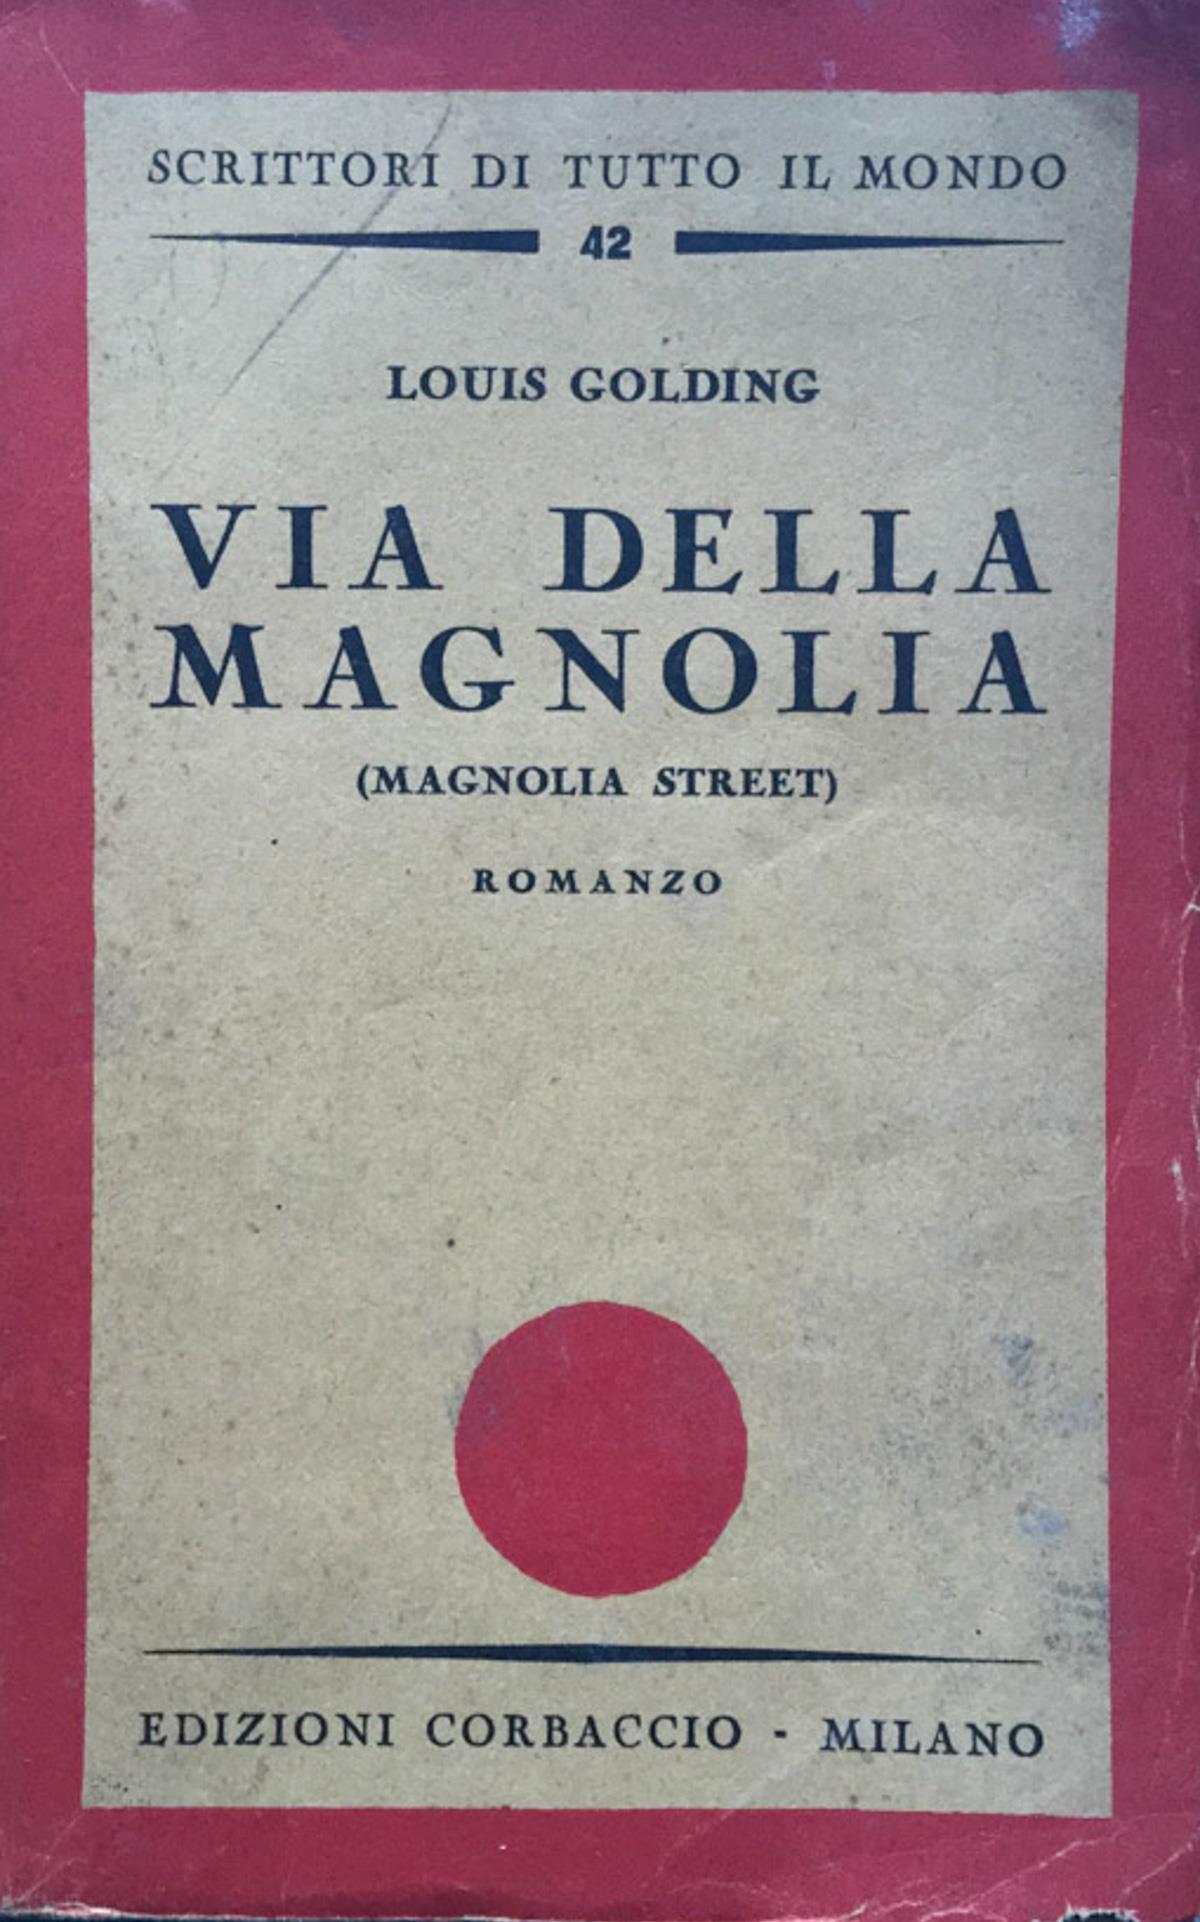 SCRITTORI DI TUTTO IL MONDO
42
LOUIS GOLDING
VIA DELLA
MAGNOLIA
(MAGNOLIA STREET)
ROMANZO
EDIZIONI CORBACCIO - MILANO